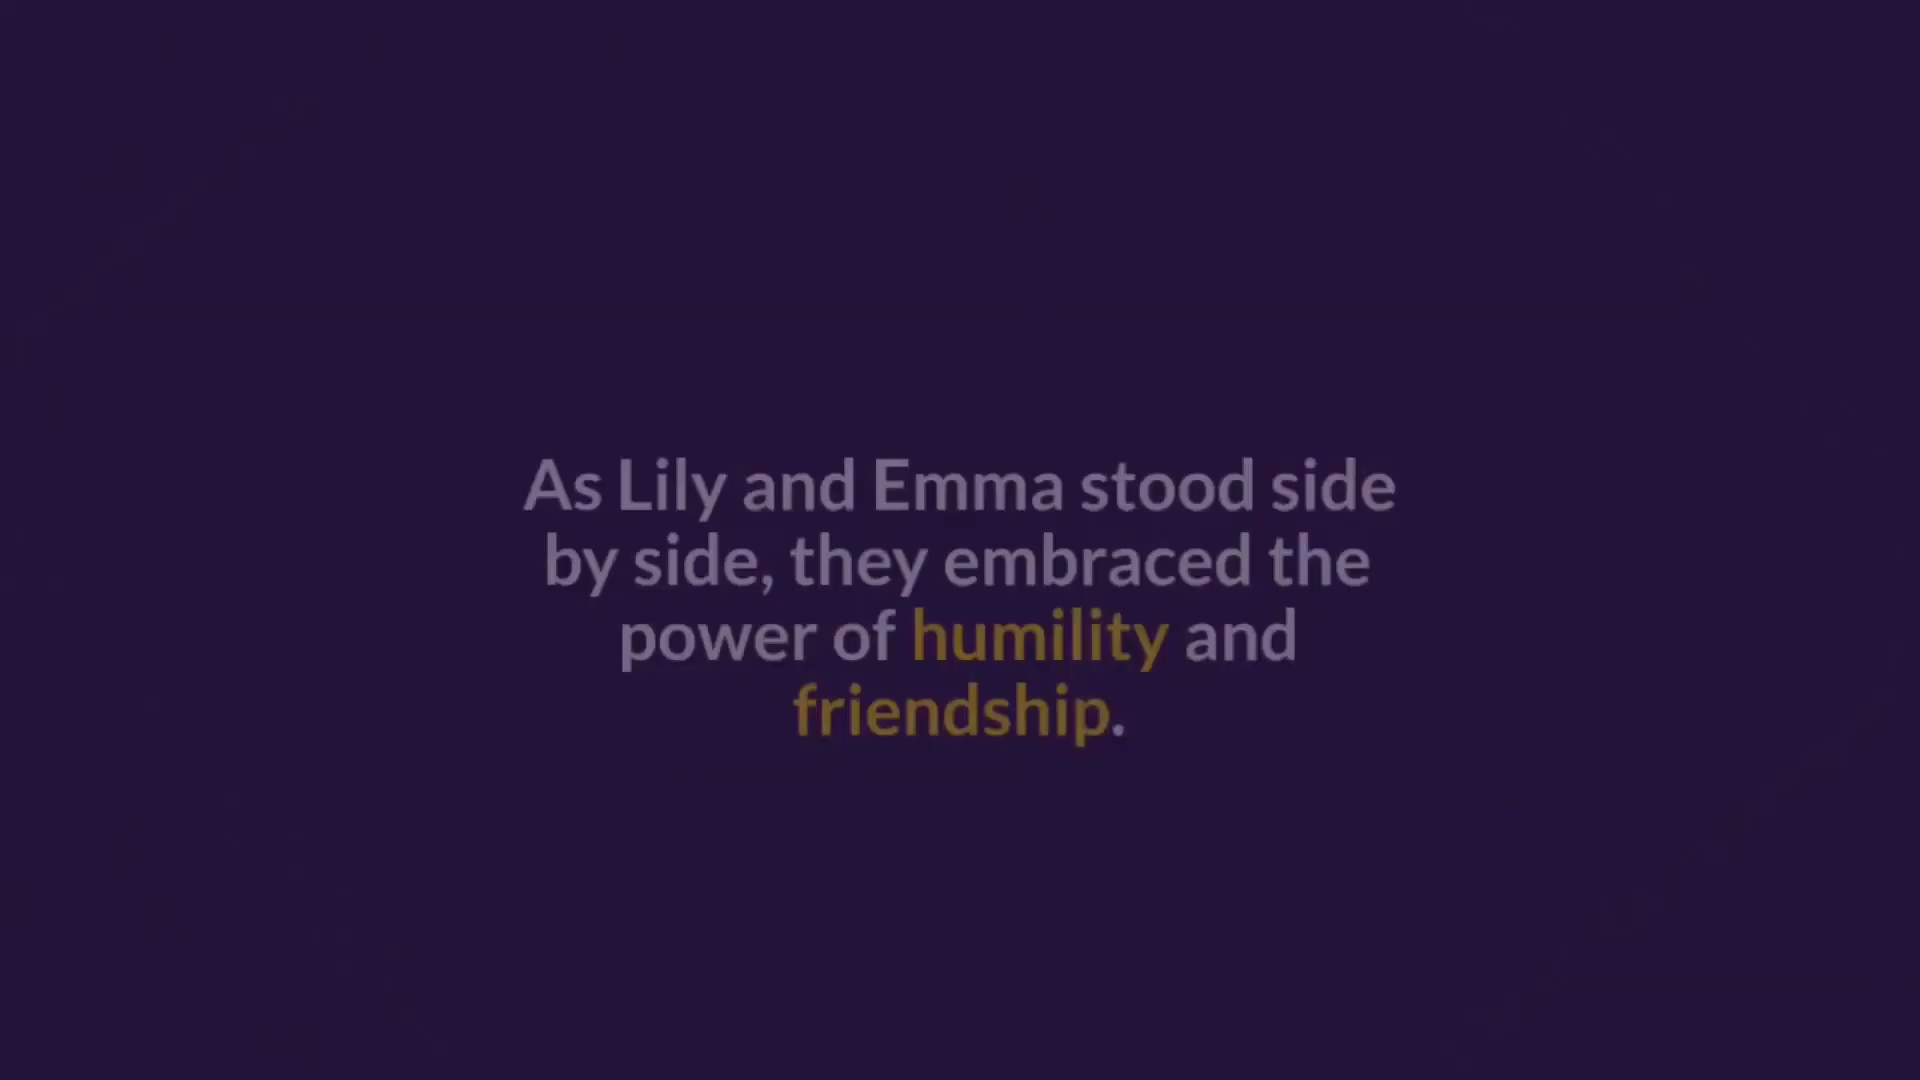 As Lily and Emma stood side
by side, they embraced the
power of humility and
friendship.